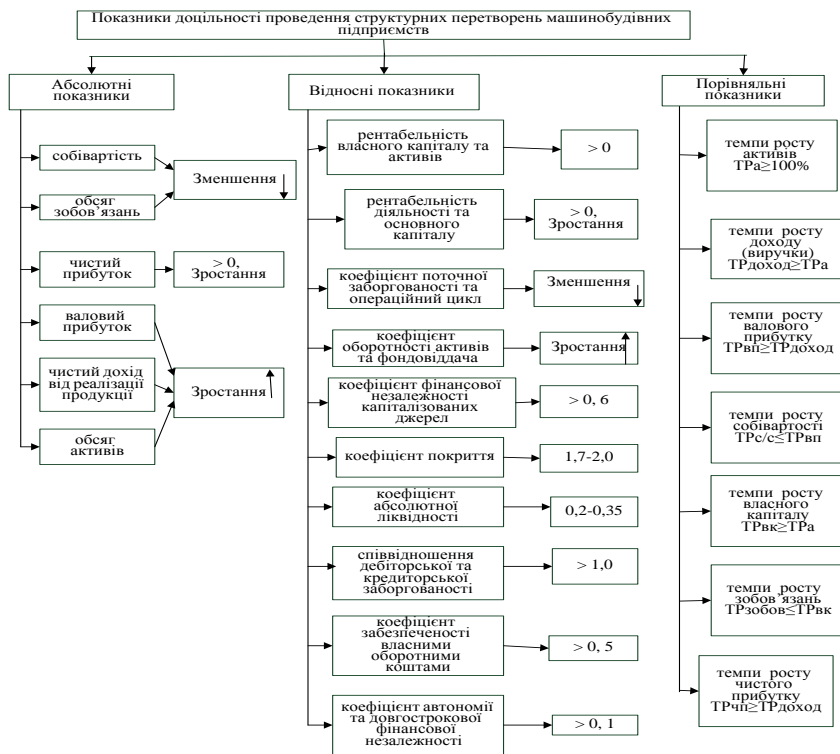 Показники доцільності проведення структурних перетворень машинобудівних
підприємств
Абсолютні
показники
собівартість
обсяг
зобов’язань
Зменшення
чистий
прибуток
> 0,
Зростання
валовий
прибуток
чистий дохід
від реалізації
продукції
Зростання
обсяг
активів
Відносні показники
рентабельність
власного капіталу та
активів
> 0
рентабельність
діяльності та
основного
капіталу
> 0,
Зростання
коефіцієнт поточної
заборгованості та
операційний цикл
Зменшення
коефіцієнт
оборотності активів
та фондовіддача
Зростання
коефіцієнт фінансової
незалежності
капіталізованих
джерел
> 0, 6
коефіцієнт покриття
1,7-2,0
коефіцієнт
абсолютної
ліквідності
0,2-0,35
співвідношення
дебіторської та
кредиторської
заборгованості
> 1,0
коефіцієнт
забезпеченості
власними
оборотними
коштами
> 0, 5
коефіцієнт автономії
та довгострокової
фінансової
незалежності
> 0, 1
Порівняльні
показники
темпи росту
активів
ТРа≥100%
темпи росту
доходу
(виручки)
ТРдоход≥ТРа
темпи росту
валового
прибутку
ТРвп≥ТРдоход
темпи росту
собівартості
ТРс/с≤ТРвп
темпи росту
власного
капіталу
ТРвк≥ТРа
темпи росту
зобов’язань
ТРзобов≤ТРвк
темпи росту
чистого
прибутку
ТРчп≥ТРдоход